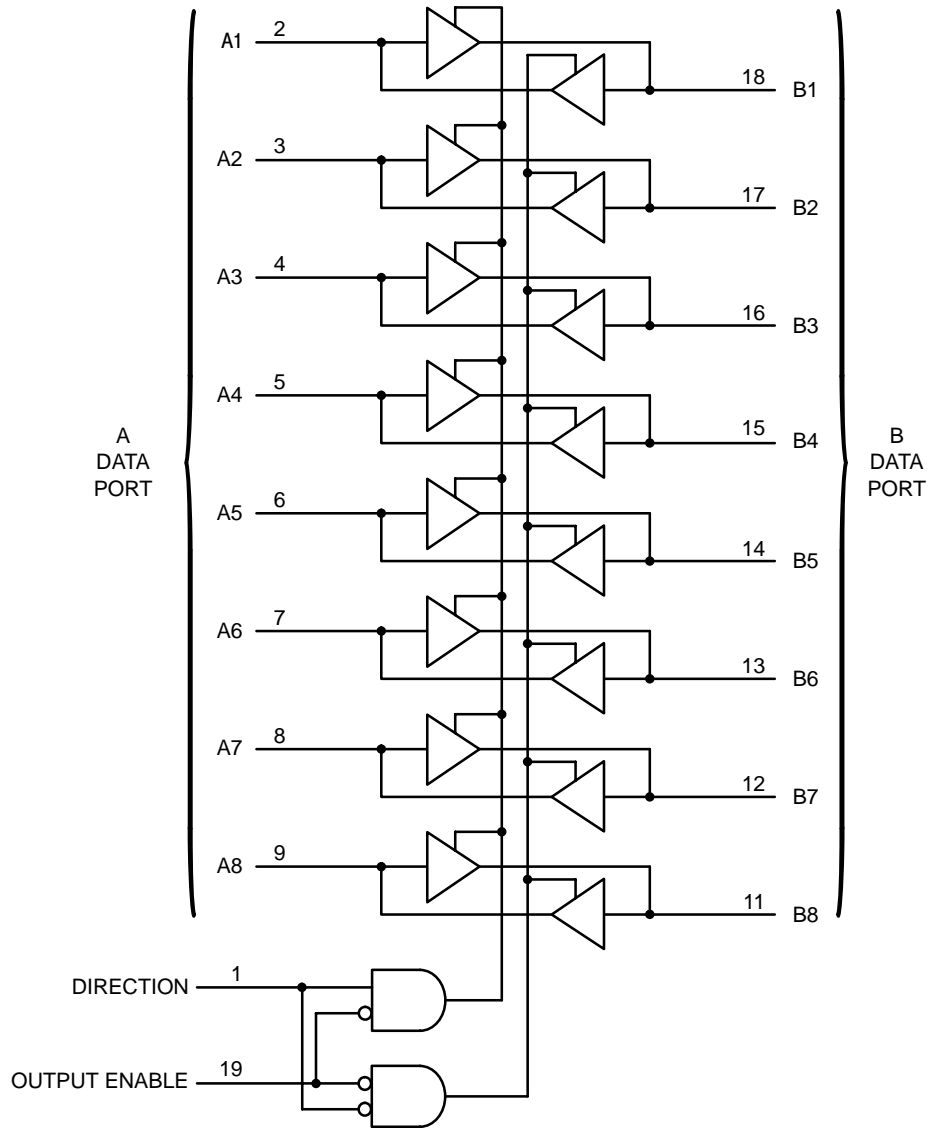 A1 2
18 B1
A2 3
17 B2
A3 4
16 B3
A4 5
15 B4
A
DATA
PORT
B
DATA
PORT
A5 6
14 B5
A6 7
13 B6
A7 8
12 B7
A8 9
11 B8
DIRECTION 1
OUTPUT ENABLE 19